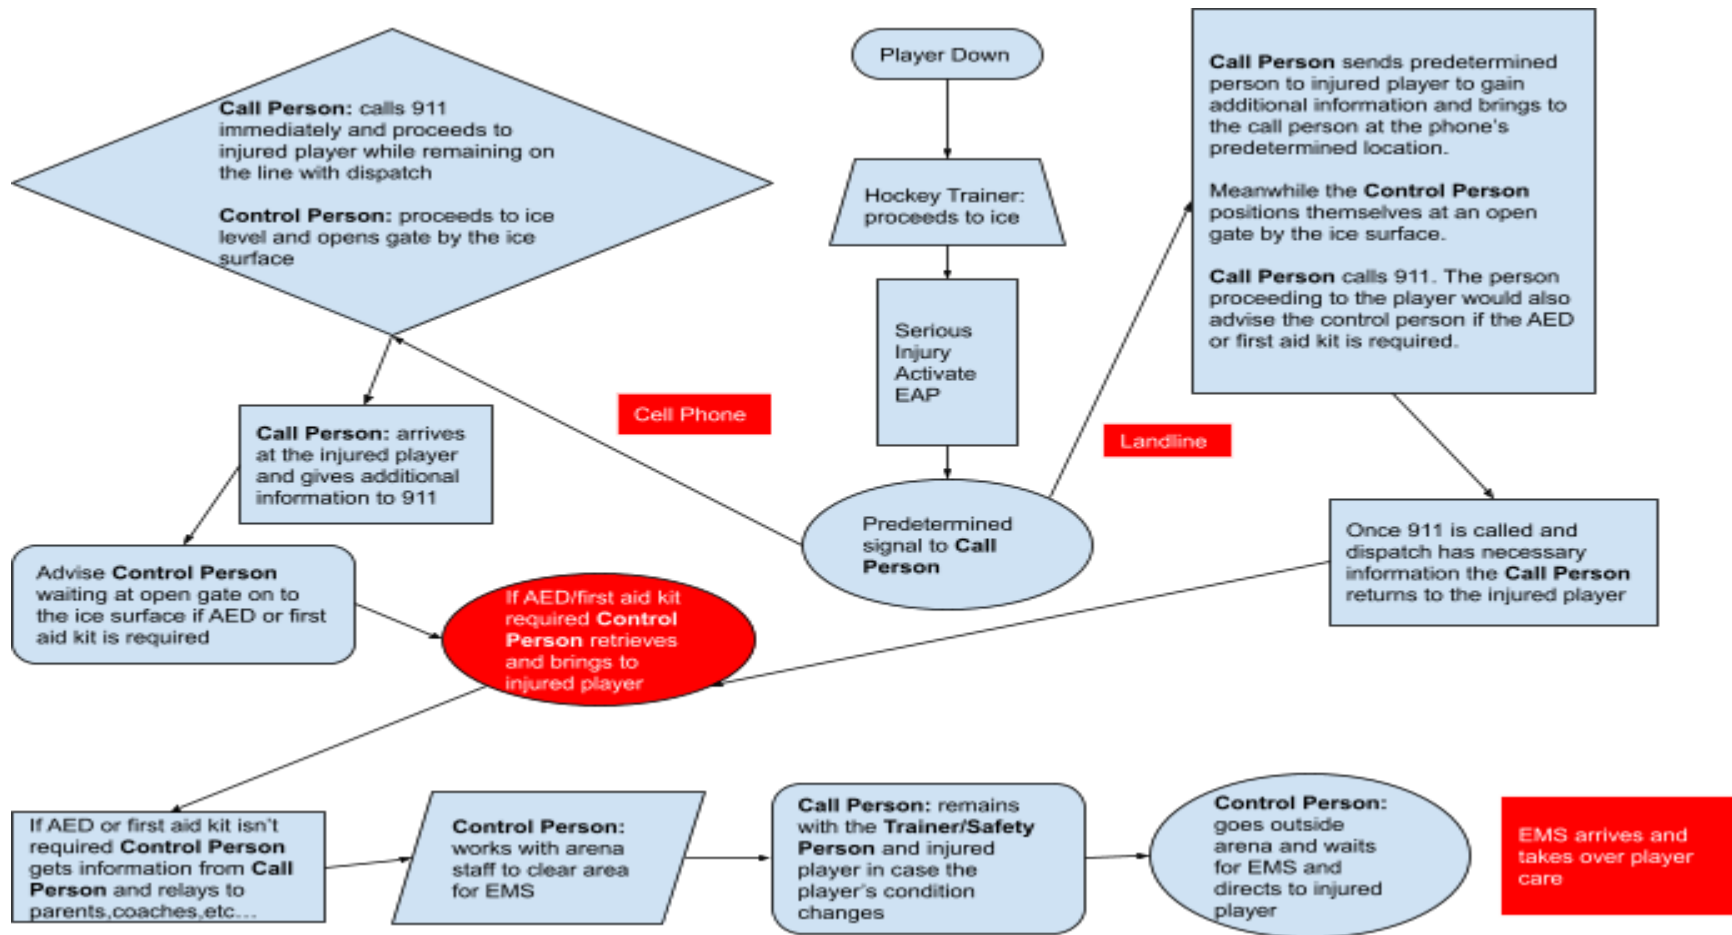 Player Down
Hockey Trainer:
proceeds to ice
Serious
Injury
Activate
EAP
Predetermined
signal to Call
Person
Cell Phone
Call Person: calls 911
immediately and proceeds to
injured player while remaining on
the line with dispatch
Control Person: proceeds to ice
level and opens gate by the ice
surface
Call Person: arrives
at the injured player
and gives additional
information to 911
Advise Control Person
waiting at open gate on to
the ice surface if AED or first
aid kit is required
Landline
Call Person sends predetermined
person to injured player to gain
additional information and brings to
the call person at the phone's
predetermined location.
Meanwhile the Control Person
positions themselves at an open
gate by the ice surface.
Call Person calls 911. The person
proceeding to the player would also
advise the control person if the AED
or first aid kit is required.
Once 911 is called and
dispatch has necessary
information the Call Person
returns to the injured player
If AED/first aid kit
required Control
Person retrieves
and brings to
injured player
If AED or first aid kit isn't
required Control Person
gets information from Call
Person and relays to
parents,coaches,etc...
Control Person:
works with arena
staff to clear area
for EMS
Call Person: remains
with the Trainer/Safety
Person and injured
player in case the
player's condition
changes
Control Person:
goes outside
arena and waits
for EMS and
directs to injured
player
EMS arrives and
takes over player
care